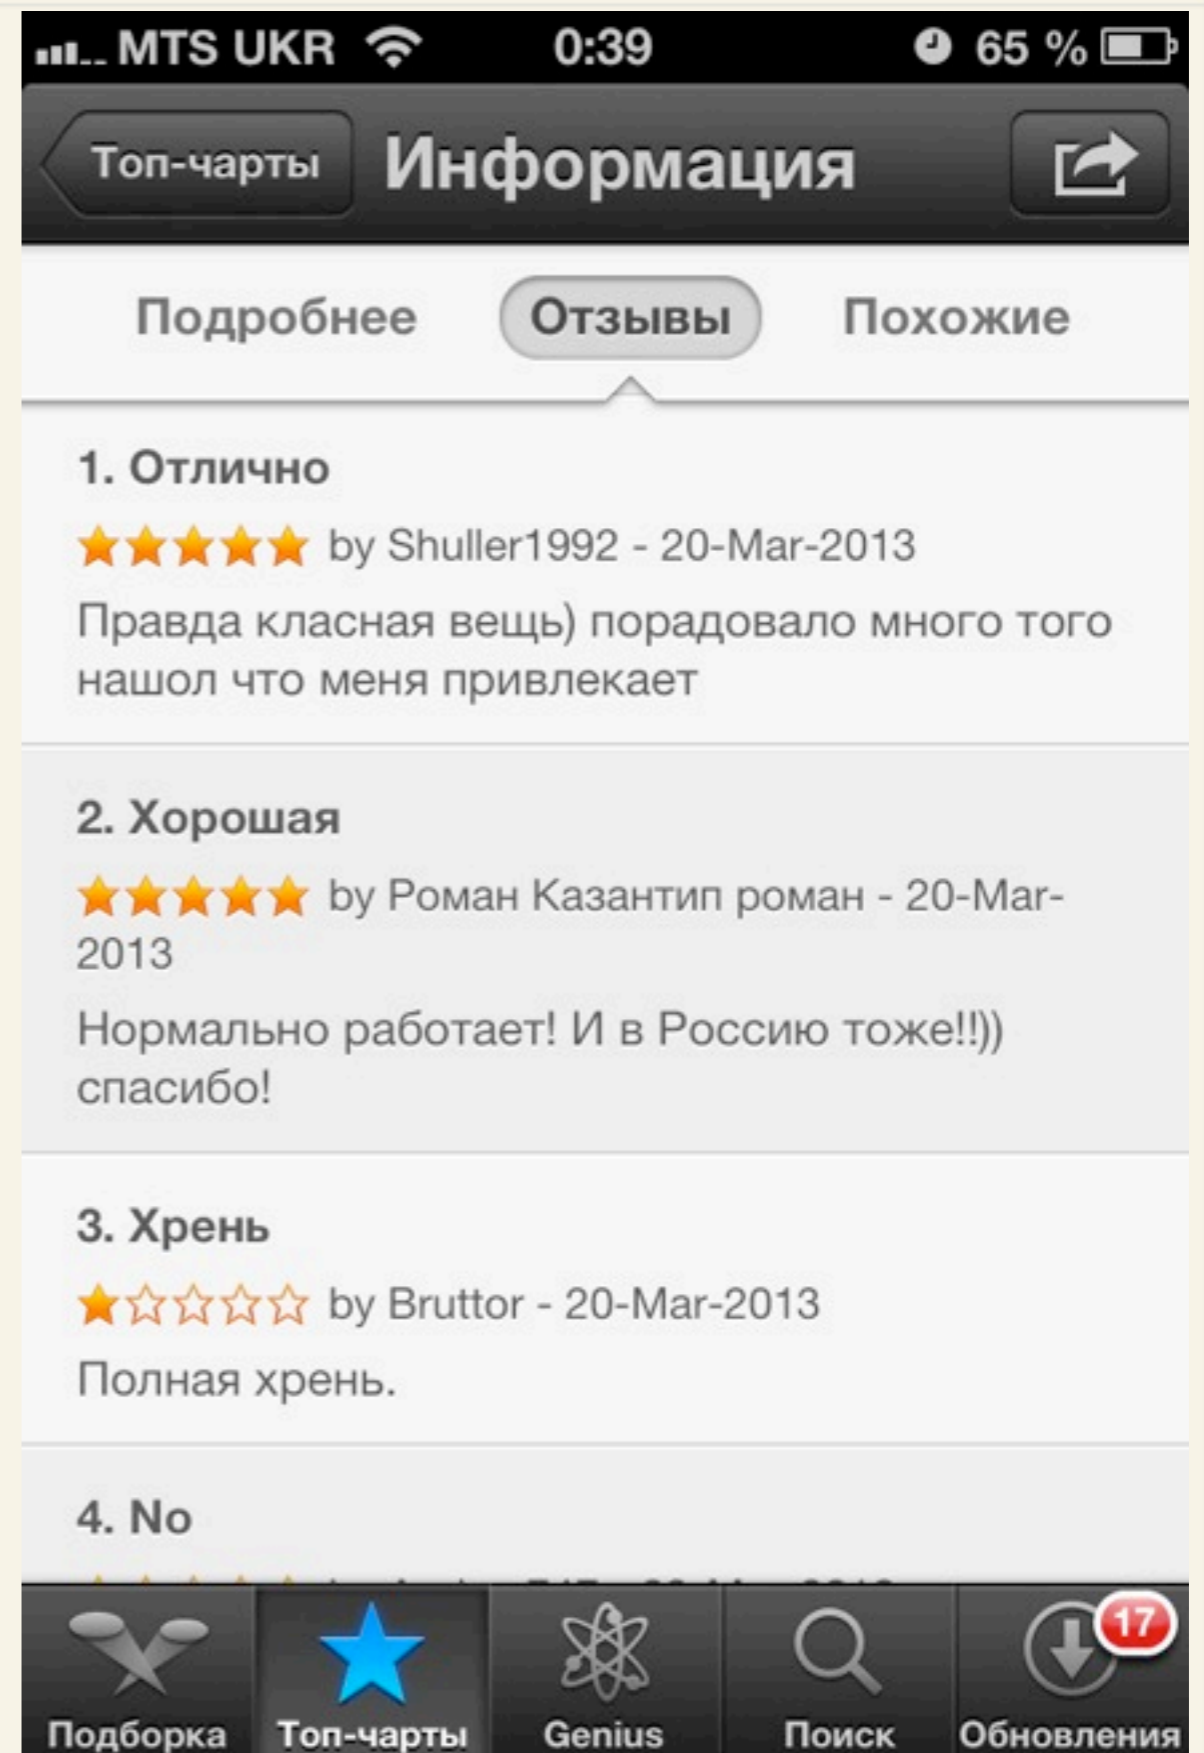 MTS UKR 0:39 65 %
Топ-чарты Информация
Подробнее Отзывы Похожие
1. Отлично
by Shuller1992 - 20-Mar-2013
Правда класная вещь) порадовало много того
нашол что меня привлекает
2. Хорошая
by Роман Казантип роман - 20-Mar-
2013
Нормально работает! И в Россию тоже!!))
спасибо!
3. Хрень
by Bruttor - 20-Mar-2013
Полная хрень.
4. No
17
Подборка Топ-чарты Genius Поиск Обновления